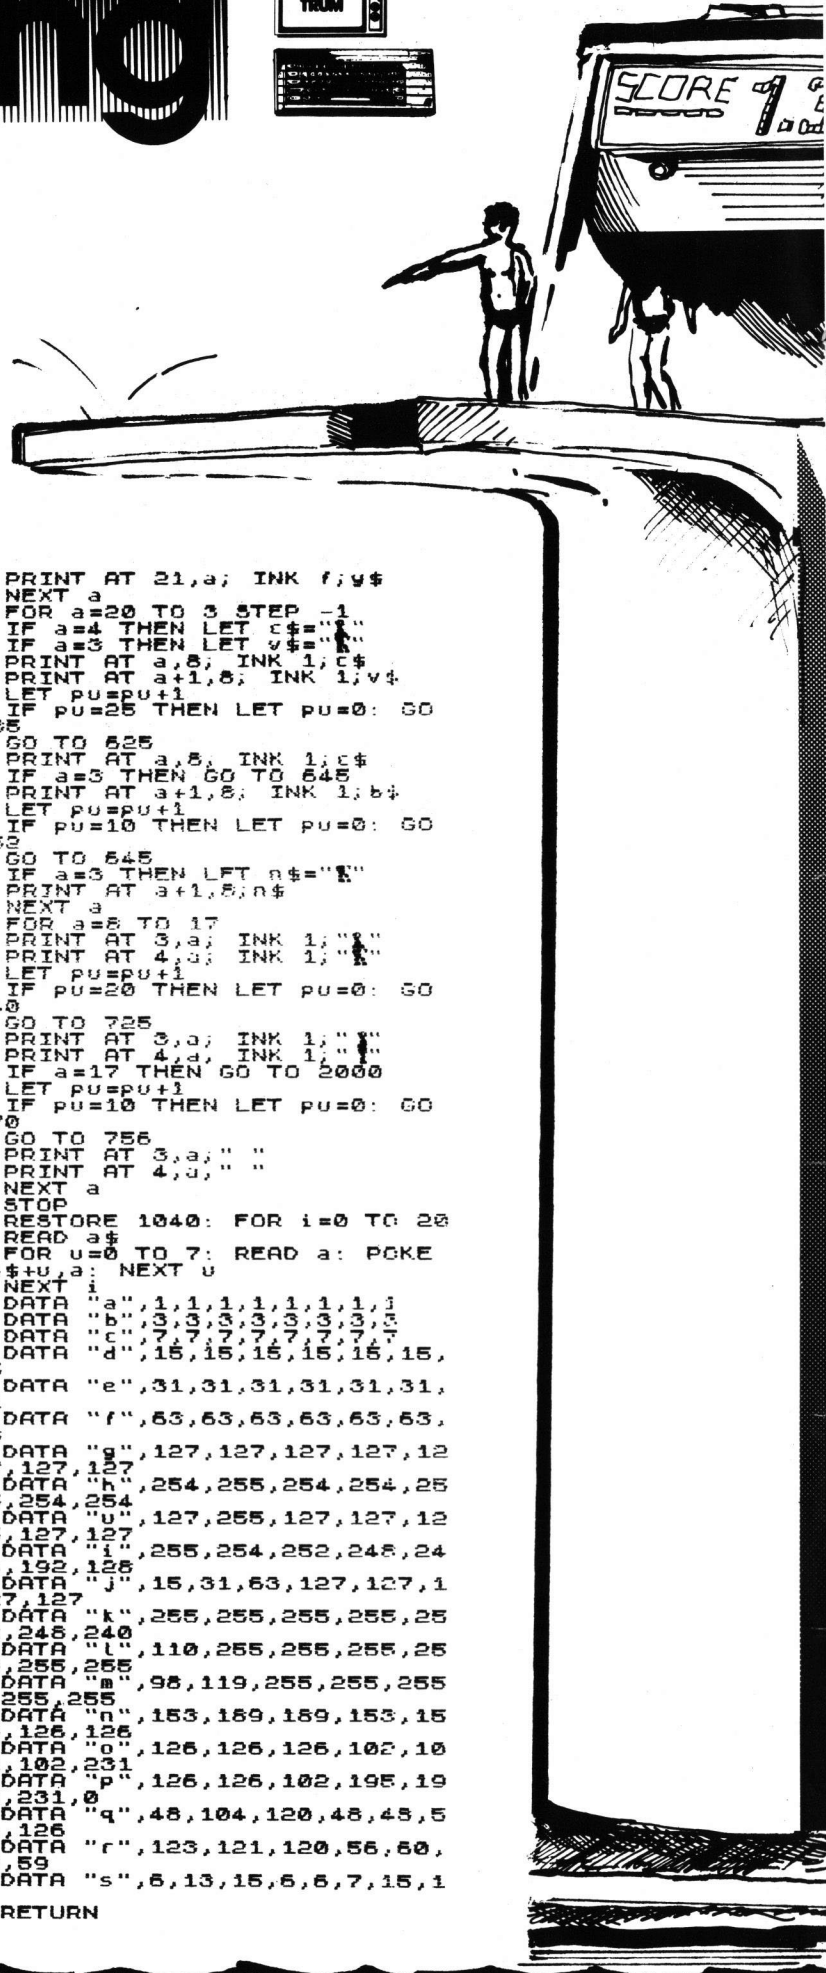 ng
TRUM
SCORE 7.
PRINT AT 21,a; INK f;y$
NEXT a
FOR a=20 TO 3 STEP -1
IF a=4 THEN LET c$=" "
IF a=3 THEN LET v$=" "
PRINT AT a,8; INK 1;c$
PRINT AT a+1,8; INK 1;v$
LET pu=pu+1
IF pu=25 THEN LET pu=0: GO
GO TO 625
PRINT AT a,8; INK 1;c$
IF a=3 THEN GO TO 645
PRINT AT a+1,8; INK 1;b$
LET pu=pu+1
IF pu=10 THEN LET pu=0: GO
GO TO 645
IF a=3 THEN LET n$=" "
PRINT AT a+1,8;n$
NEXT a
FOR a=8 TO 17
PRINT AT 3,a; INK 1;" "
PRINT AT 4,a; INK 1;" "
LET pu=pu+1
IF pu=20 THEN LET pu=0: GO
0
GO TO 725
PRINT AT 3,a; INK 1;" "
PRINT AT 4,a; INK 1;" "
IF a=17 THEN GO TO 2000
LET pu=pu+1
IF pu=10 THEN LET pu=0: GO
0
GO TO 756
PRINT AT 3,a;" "
PRINT AT 4,a;" "
NEXT a
STOP
RESTORE 1040: FOR i=0 TO 20
READ a$
FOR u=0 TO 7: READ a: POKE
$+u,a: NEXT u
NEXT i
DATA "a",1,1,1,1,1,1,1,1
DATA "b",3,3,3,3,3,3,3,3
DATA "c",7,7,7,7,7,7,7,7
DATA "d",15,15,15,15,15,15,
DATA "e",31,31,31,31,31,31,
DATA "f",63,63,63,63,63,63,
DATA "g",127,127,127,127,12
,127,127
DATA "h",254,255,254,254,25
,254,254
DATA "u",127,255,127,127,12
,127,127
DATA "i",255,254,252,248,24
,192,128
DATA "j",15,31,63,127,127,1
7,127
DATA "k",255,255,255,255,25
,248,240
DATA "l",110,255,255,255,25
,255,255
DATA "m",98,119,255,255,255
255,255
DATA "n",153,189,189,153,15
,126,126
DATA "o",126,126,126,102,10
,102,231
DATA "p",126,126,102,195,19
,231,0
DATA "q",48,104,120,48,48,5
,126
DATA "r",123,121,120,56,60,
,59
DATA "s",6,13,15,6,6,7,15,1
RETURN